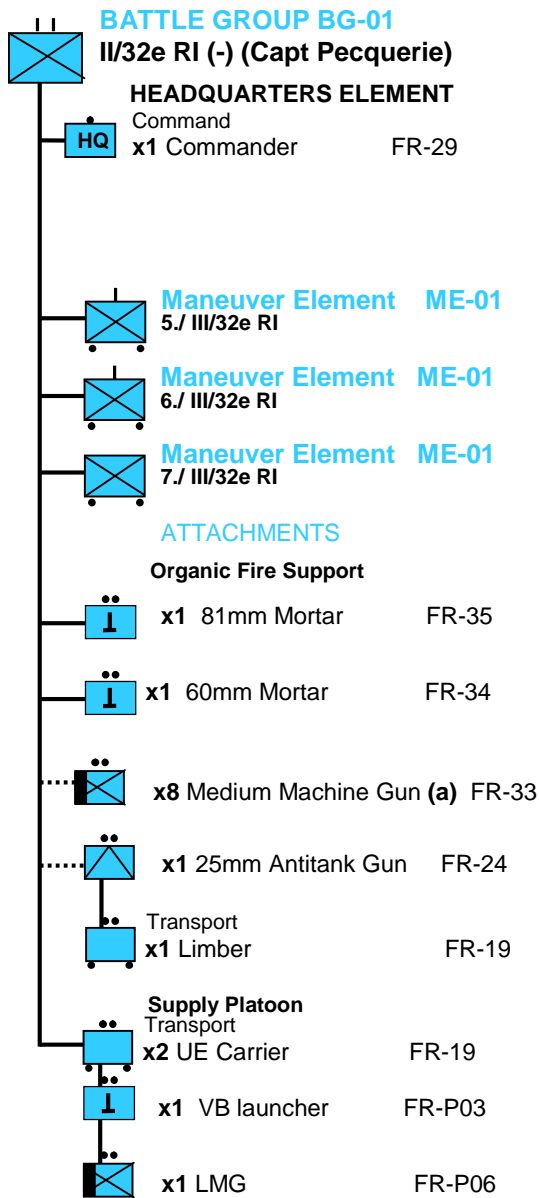 BATTLE GROUP BG-01
II/32e RI (-) (Capt Pecquerie)
HEADQUARTERS ELEMENT
Command
HQ x1 Commander FR-29
Maneuver Element ME-01
5./ III/32e RI
Maneuver Element ME-01
6./ III/32e RI
Maneuver Element ME-01
7./ III/32e RI
ATTACHMENTS
Organic Fire Support
x1 81mm Mortar FR-35
x1 60mm Mortar FR-34
x8 Medium Machine Gun (a) FR-33
x1 25mm Antitank Gun FR-24
Transport
x1 Limber FR-19
Supply Platoon
Transport
x2 UE Carrier FR-19
x1 VB launcher FR-P03
x1 LMG FR-P06